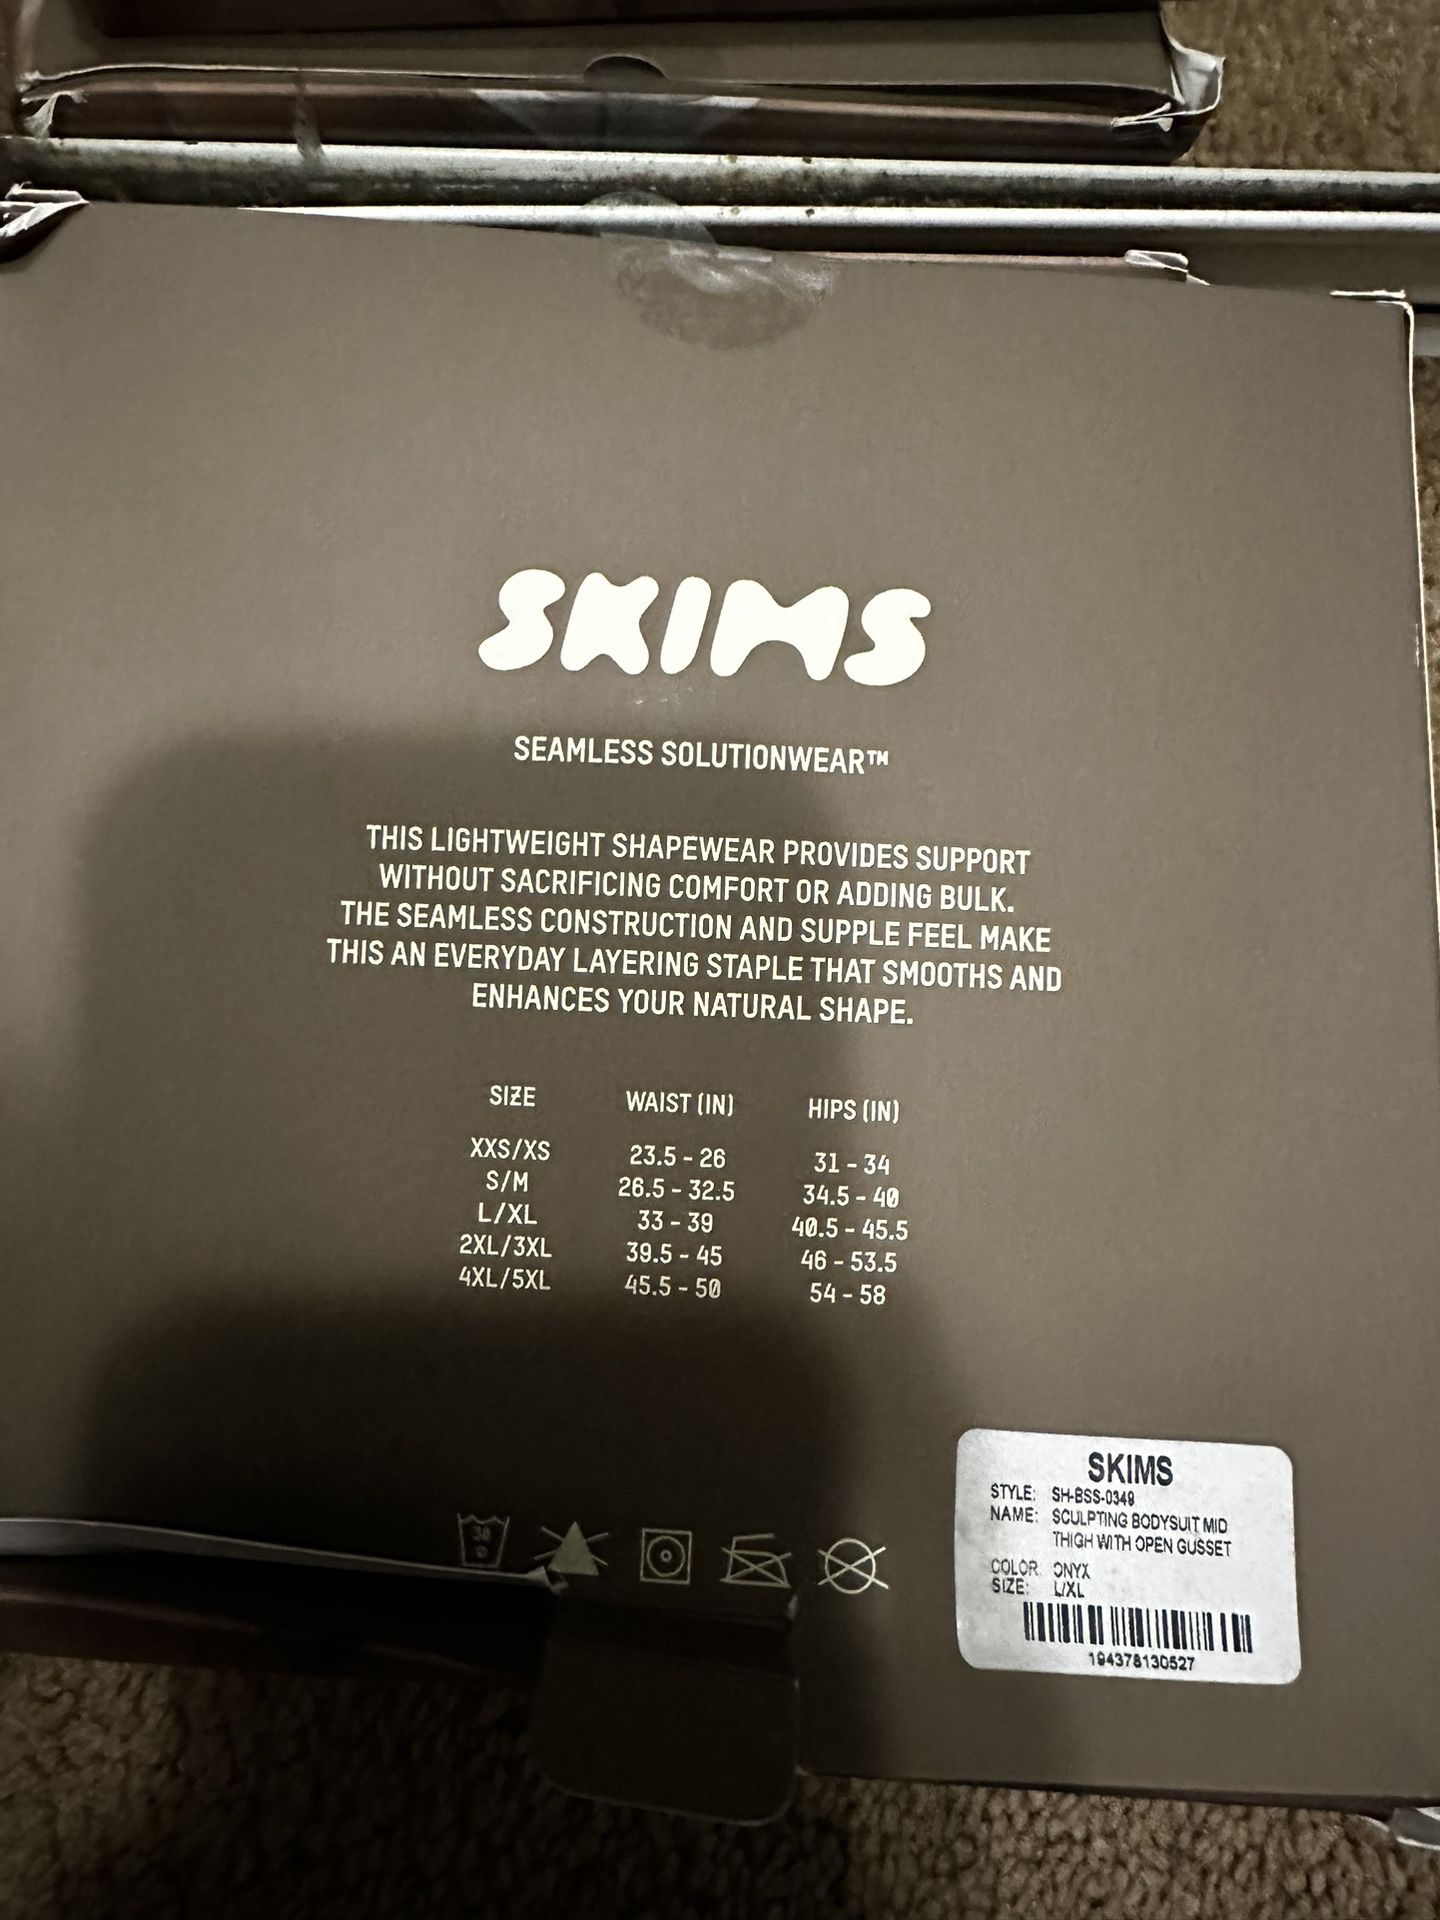 SKIMS
SEAMLESS SOLUTIONWEAR™
THIS LIGHTWEIGHT SHAPEWEAR PROVIDES SUPPORT
WITHOUT SACRIFICING COMFORT OR ADDING BULK.
THE SEAMLESS CONSTRUCTION AND SUPPLE FEEL MAKE
THIS AN EVERYDAY LAYERING STAPLE THAT SMOOTHS AND
ENHANCES YOUR NATURAL SHAPE.
SIZE WAIST (IN) HIPS (IN)
XXS/XS 23.5 - 26 31 - 34
S/M 26.5 - 32.5 34.5 - 40
L/XL 33 - 39 40.5 - 45.5
2XL/3XL 39.5 - 45 46 - 53.5
4XL/5XL 45.5 - 50 54 - 58
30
SKIMS
STYLE: SH-BSS-0349
NAME: SCULPTING BODYSUIT MID
THIGH WITH OPEN GUSSET
COLOR: ONYX
SIZE: L/XL
194378130527